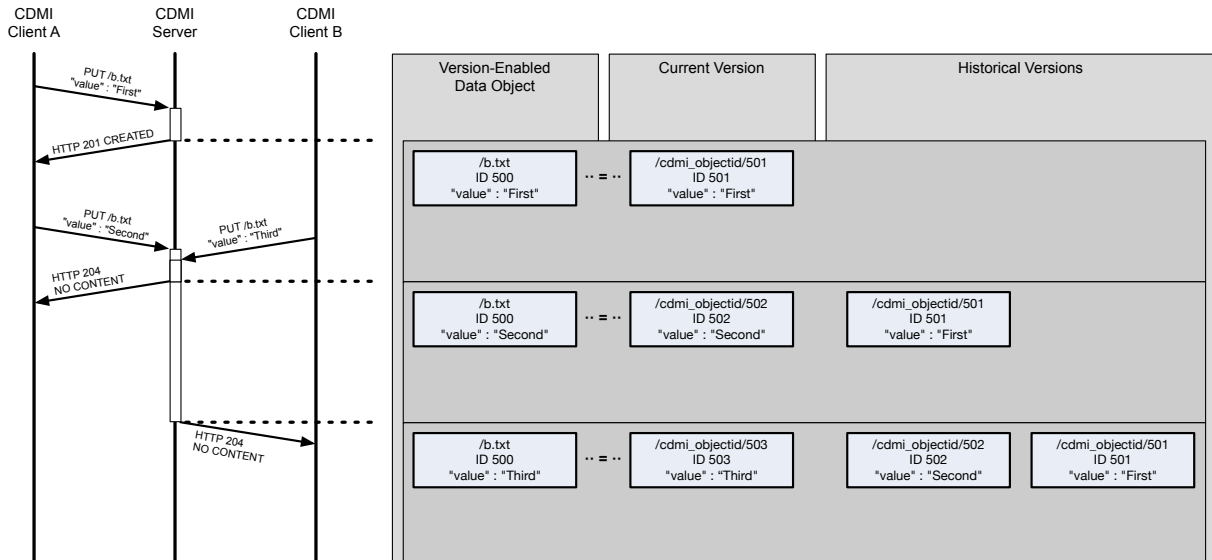 CDMI
Client A
CDMI
Server
CDMI
Client B
PUT /b.txt
"value" : "First"
HTTP 201 CREATED
PUT /b.txt
"value" : "Second"
PUT /b.txt
"value" : "Third"
HTTP 204
NO CONTENT
HTTP 204
NO CONTENT
Version-Enabled
Data Object
Current Version
Historical Versions
/b.txt
ID 500
"value" : "First"
·· = ··
/cdmi_objectid/501
ID 501
"value" : "First"
/b.txt
ID 500
"value" : "Second"
·· = ··
/cdmi_objectid/502
ID 502
"value" : "Second"
/cdmi_objectid/501
ID 501
"value" : "First"
/b.txt
ID 500
"value" : "Third"
·· = ··
/cdmi_objectid/503
ID 503
"value" : “Third"
/cdmi_objectid/502
ID 502
"value" : "Second"
/cdmi_objectid/501
ID 501
"value" : "First"